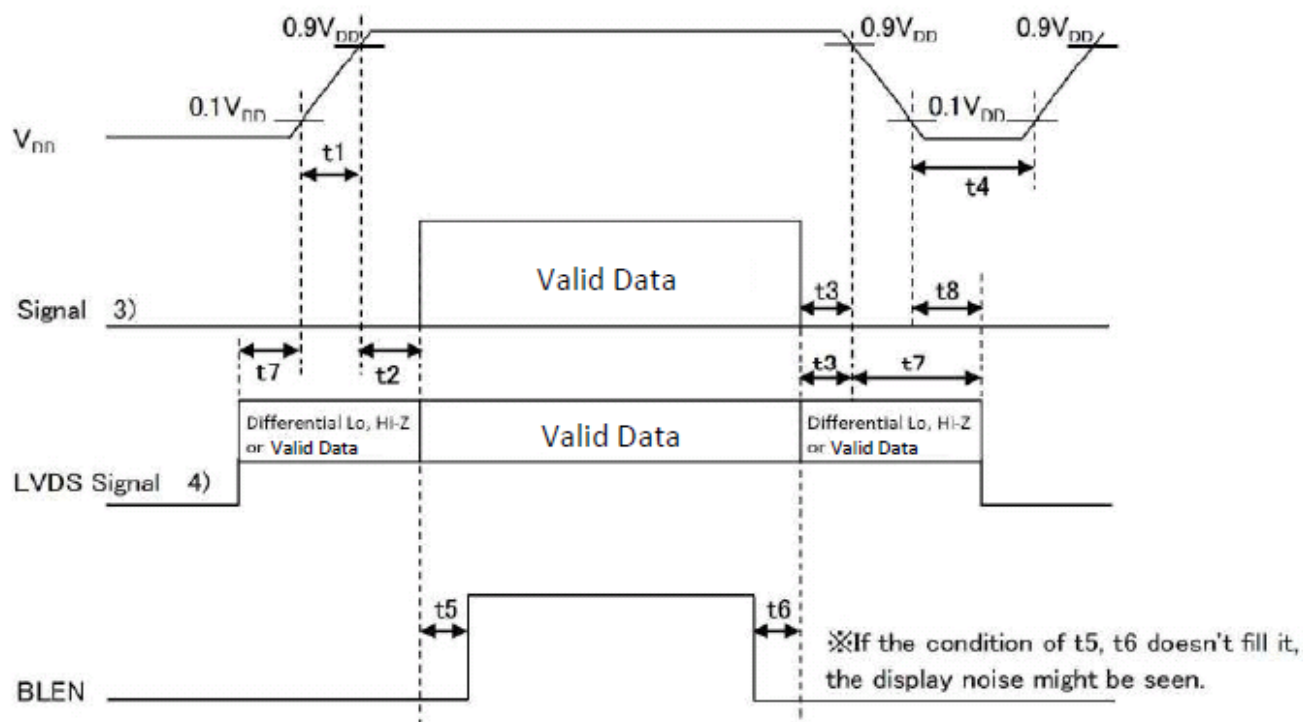 0.9VDD
0.9VDD
0.9VDD
0.1VDD
0.1VDD
VDD
t1
t4
Valid Data
Signal 3)
t3
t8
t7
t2
t3
t7
Differential Lo, Hi-Z
or Valid Data
Valid Data
Differential Lo, Hi-Z
or Valid Data
LVDS Signal 4)
t5
t6
※If the condition of t5, t6 doesn't fill it,
the display noise might be seen.
BLEN